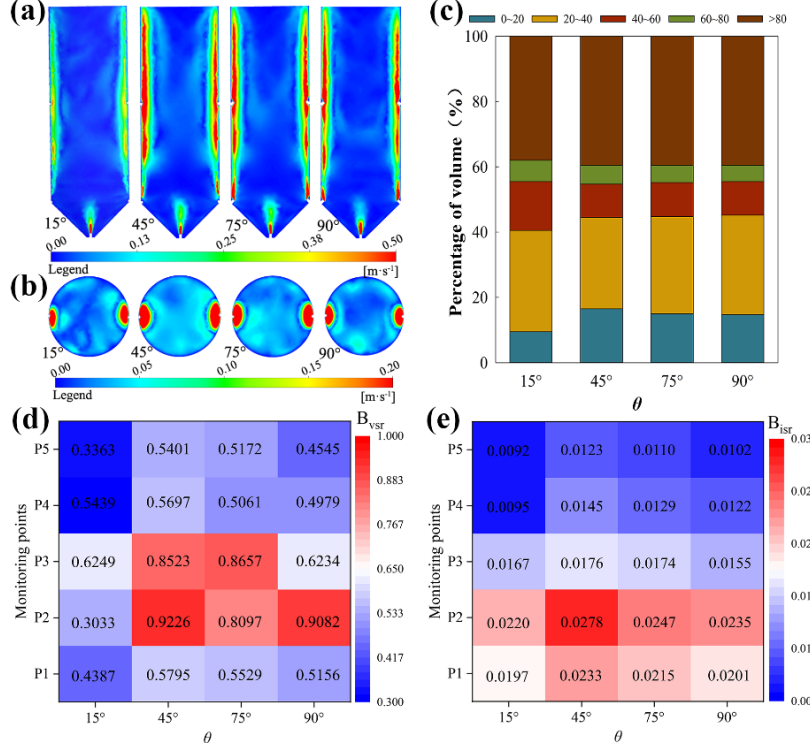 (a)
15°
45°
75°
90°
0.00
0.13
0.25
0.38
0.50
Legend
[m·s⁻¹]
(b)
15°
45°
75°
90°
0.00
0.05
0.10
0.15
0.20
Legend
[m·s⁻¹]
(c)
0~20
20~40
40~60
60~80
>80
Percentage of volume (%)
100
80
60
40
20
0
15°
45°
75°
90°
θ
(d)
B_vsr
Monitoring points
P5 0.3363 0.5401 0.5172 0.4545
P4 0.5439 0.5697 0.5061 0.4979
P3 0.6249 0.8523 0.8657 0.6234
P2 0.3033 0.9226 0.8097 0.9082
P1 0.4387 0.5795 0.5529 0.5156
15° 45° 75° 90°
θ
1.000
0.883
0.767
0.650
0.533
0.417
0.300
(e)
B_isr
Monitoring points
P5 0.0092 0.0123 0.0110 0.0102
P4 0.0095 0.0145 0.0129 0.0122
P3 0.0167 0.0176 0.0174 0.0155
P2 0.0220 0.0278 0.0247 0.0235
P1 0.0197 0.0233 0.0215 0.0201
15° 45° 75° 90°
θ